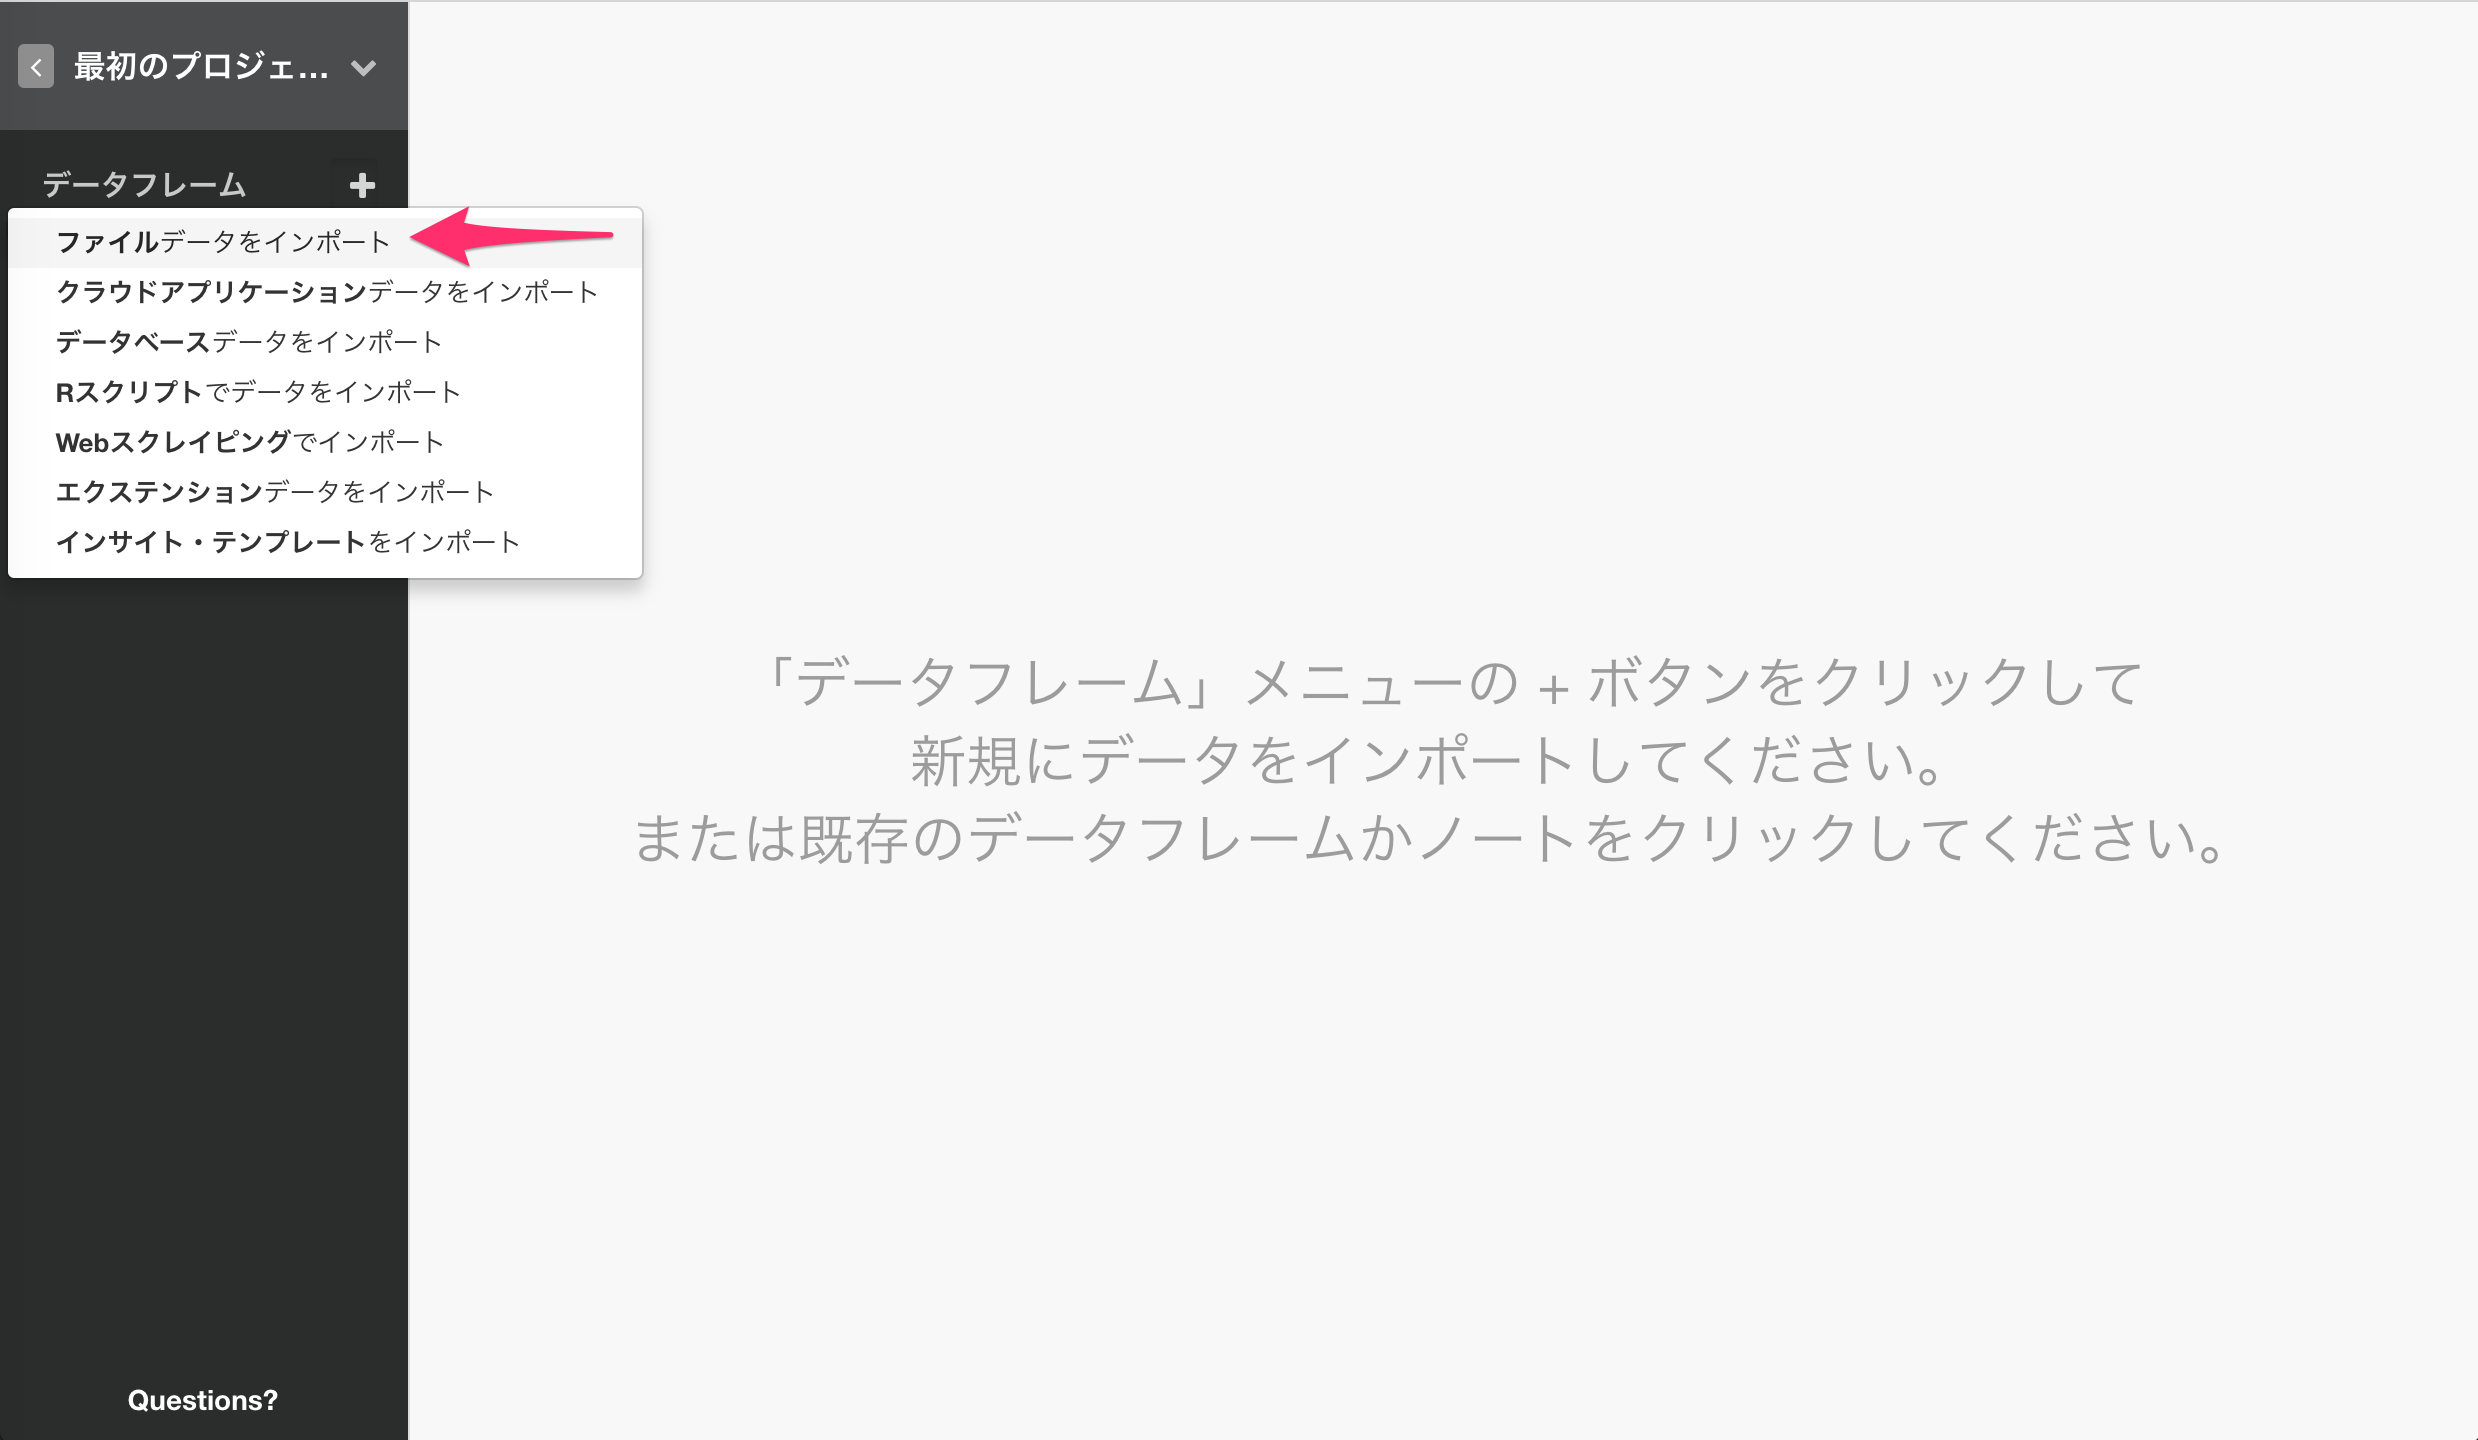 最初のプロジェ...
データフレーム
ファイルデータをインポート
クラウドアプリケーションデータをインポート
データベースデータをインポート
Rスクリプトでデータをインポート
Webスクレイピングでインポート
エクステンションデータをインポート
インサイト・テンプレートをインポート
「データフレーム」メニューの + ボタンをクリックして
新規にデータをインポートしてください。
または既存のデータフレームかノートをクリックしてください。
Questions?